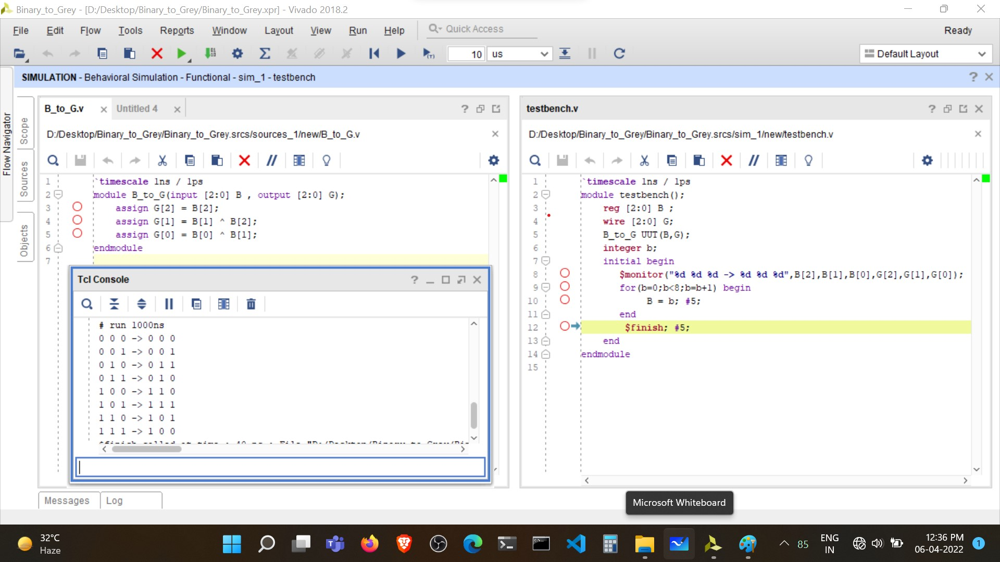 Binary_to_Grey - [D:/Desktop/Binary_to_Grey/Binary_to_Grey.xpr] - Vivado 2018.2
File Edit Flow Tools Reports Window Layout View Run Help Quick Access Ready
10 us Default Layout
SIMULATION - Behavioral Simulation - Functional - sim_1 - testbench
Flow Navigator
Scope
Sources
Objects
B_to_G.v Untitled 4
D:/Desktop/Binary_to_Grey/Binary_to_Grey.srcs/sources_1/new/B_to_G.v
1 `timescale 1ns / 1ps
2 module B_to_G(input [2:0] B , output [2:0] G);
3 assign G[2] = B[2];
4 assign G[1] = B[1] ^ B[2];
5 assign G[0] = B[0] ^ B[1];
6 endmodule
7
Tcl Console
# run 1000ns
0 0 0 -> 0 0 0
0 0 1 -> 0 0 1
0 1 0 -> 0 1 1
0 1 1 -> 0 1 0
1 0 0 -> 1 1 0
1 0 1 -> 1 1 1
1 1 0 -> 1 0 1
1 1 1 -> 1 0 0
$finish called at time : 40 ns : File "D:/Desktop/Binary_to_Grey/Bi
Messages Log
testbench.v
D:/Desktop/Binary_to_Grey/Binary_to_Grey.srcs/sim_1/new/testbench.v
1 `timescale 1ns / 1ps
2 module testbench();
3 reg [2:0] B ;
4 wire [2:0] G;
5 B_to_G UUT(B,G);
6 integer b;
7 initial begin
8 $monitor("%d %d %d -> %d %d %d",B[2],B[1],B[0],G[2],G[1],G[0]);
9 for(b=0;b<8;b=b+1) begin
10 B = b; #5;
11 end
12 $finish; #5;
13 end
14 endmodule
15
Microsoft Whiteboard
32°C
Haze
85
ENG
IN
12:36 PM
06-04-2022
1